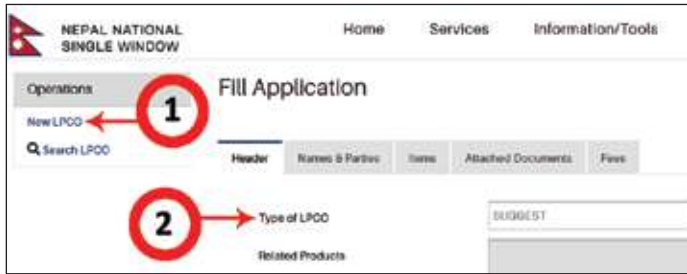 NEPAL NATIONAL
SINGLE WINDOW
Home Services Information/Tools
Operations
New LPCO
Search LPCO
1
Fill Application
Header Names & Parties Items Attached Documents Fees
2
Type of LPCO
SUGGEST
Related Products